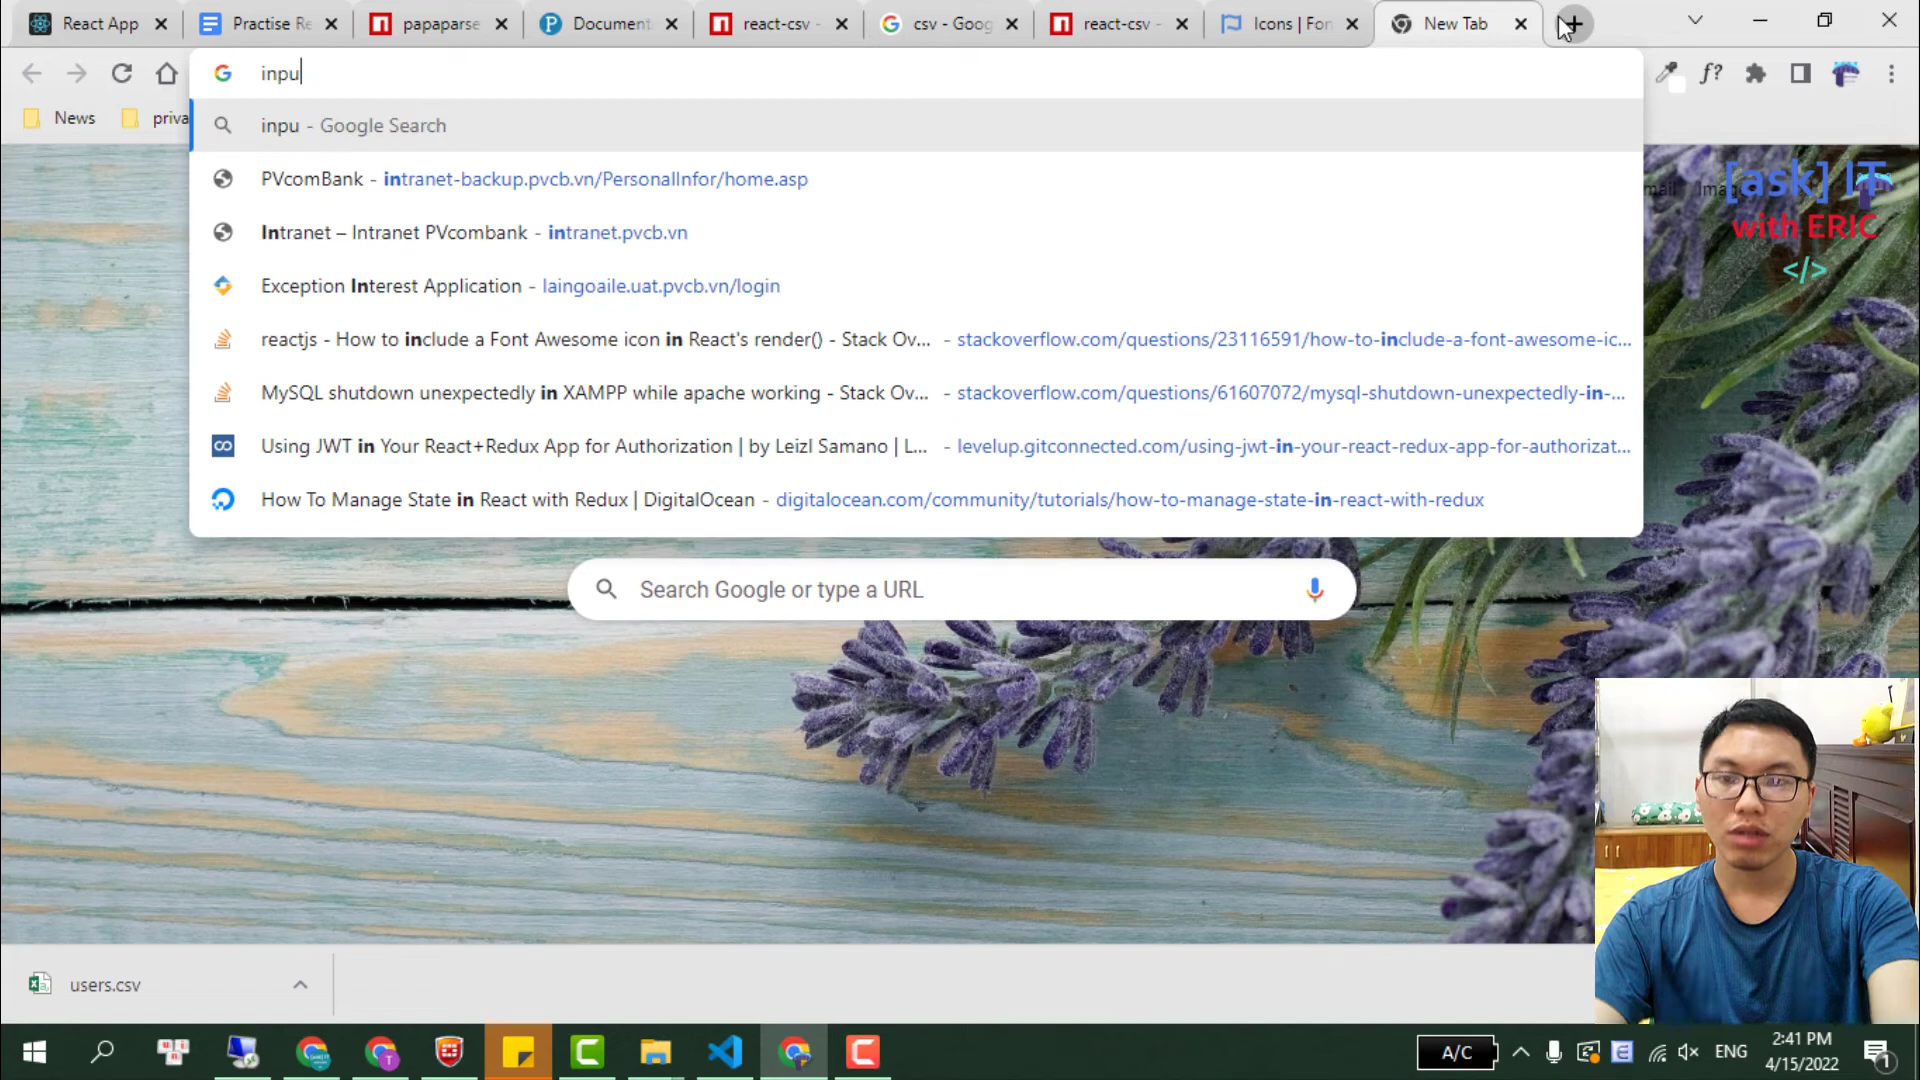 React App
Practise Re
papaparse
Document
react-csv -
csv - Goog
react-csv -
Icons | Fon
New Tab
inpu
f?
News
priva
inpu - Google Search
PVcomBank - intranet-backup.pvcb.vn/PersonalInfor/home.asp
Intranet – Intranet PVcombank - intranet.pvcb.vn
Exception Interest Application - laingoaile.uat.pvcb.vn/login
reactjs - How to include a Font Awesome icon in React's render() - Stack Ov... - stackoverflow.com/questions/23116591/how-to-include-a-font-awesome-ic...
MySQL shutdown unexpectedly in XAMPP while apache working - Stack Ov... - stackoverflow.com/questions/61607072/mysql-shutdown-unexpectedly-in-...
Using JWT in Your React+Redux App for Authorization | by Leizl Samano | L... - levelup.gitconnected.com/using-jwt-in-your-react-redux-app-for-authorizat...
How To Manage State in React with Redux | DigitalOcean - digitalocean.com/community/tutorials/how-to-manage-state-in-react-with-redux
[ask] IT
with ERIC
</>
Search Google or type a URL
users.csv
A/C
ENG
2:41 PM
4/15/2022
1